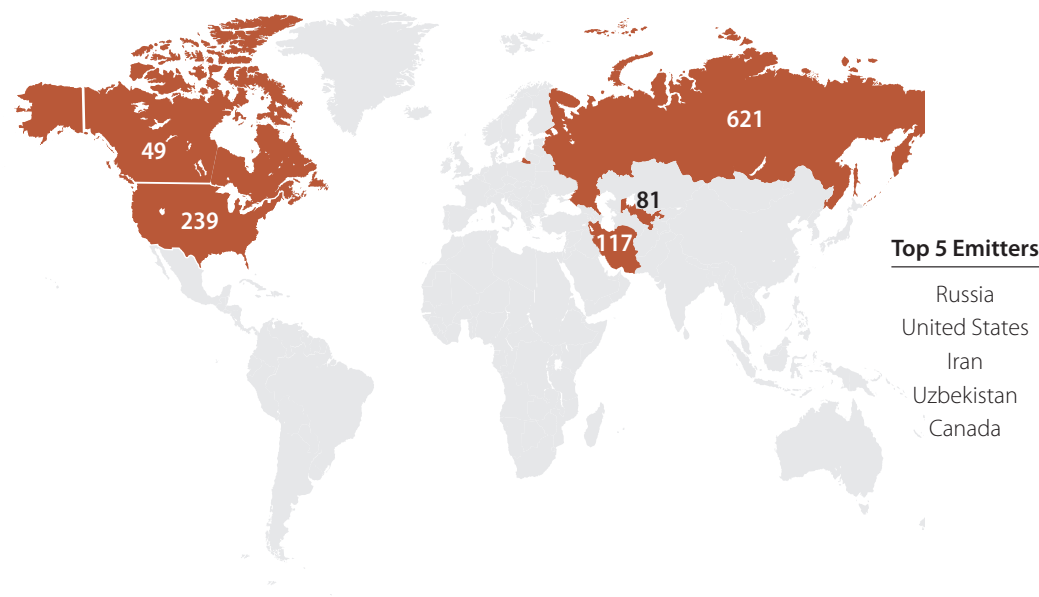 621
49
81
239
117
Top 5 Emitters
Russia
United States
Iran
Uzbekistan
Canada